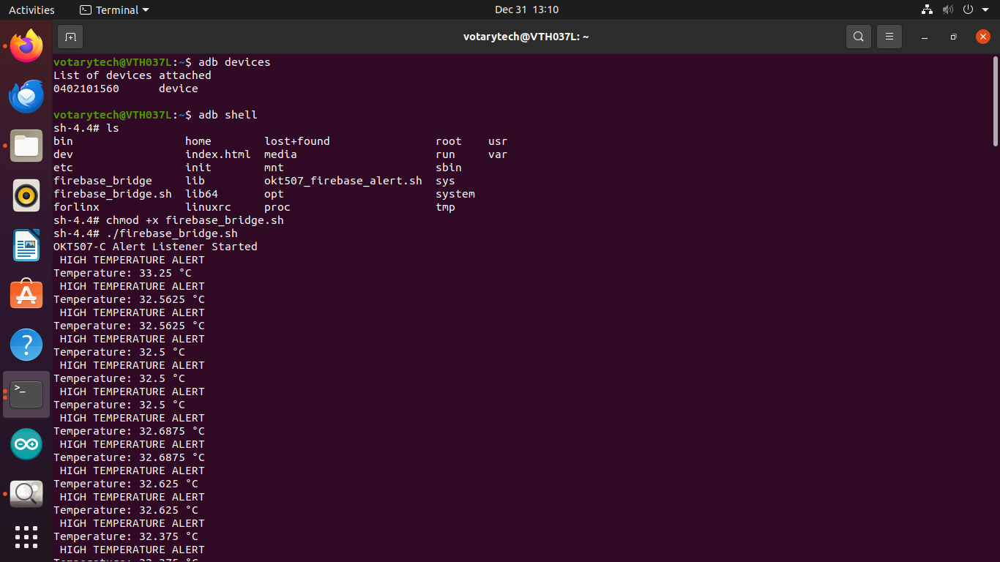 Activities Terminal Dec 31 13:10
votarytech@VTH037L: ~
votarytech@VTH037L:~$ adb devices
List of devices attached
0402101560 device
votarytech@VTH037L:~$ adb shell
sh-4.4# ls
bin home lost+found root usr
dev index.html media run var
etc init mnt sbin
firebase_bridge lib okt507_firebase_alert.sh sys
firebase_bridge.sh lib64 opt system
forlinx linuxrc proc tmp
sh-4.4# chmod +x firebase_bridge.sh
sh-4.4# ./firebase_bridge.sh
OKT507-C Alert Listener Started
HIGH TEMPERATURE ALERT
Temperature: 33.25 °C
HIGH TEMPERATURE ALERT
Temperature: 32.5625 °C
HIGH TEMPERATURE ALERT
Temperature: 32.5625 °C
HIGH TEMPERATURE ALERT
Temperature: 32.5 °C
HIGH TEMPERATURE ALERT
Temperature: 32.5 °C
HIGH TEMPERATURE ALERT
Temperature: 32.5 °C
HIGH TEMPERATURE ALERT
Temperature: 32.6875 °C
HIGH TEMPERATURE ALERT
Temperature: 32.6875 °C
HIGH TEMPERATURE ALERT
Temperature: 32.625 °C
HIGH TEMPERATURE ALERT
Temperature: 32.625 °C
HIGH TEMPERATURE ALERT
Temperature: 32.375 °C
HIGH TEMPERATURE ALERT
Temperature: 32.375 °C